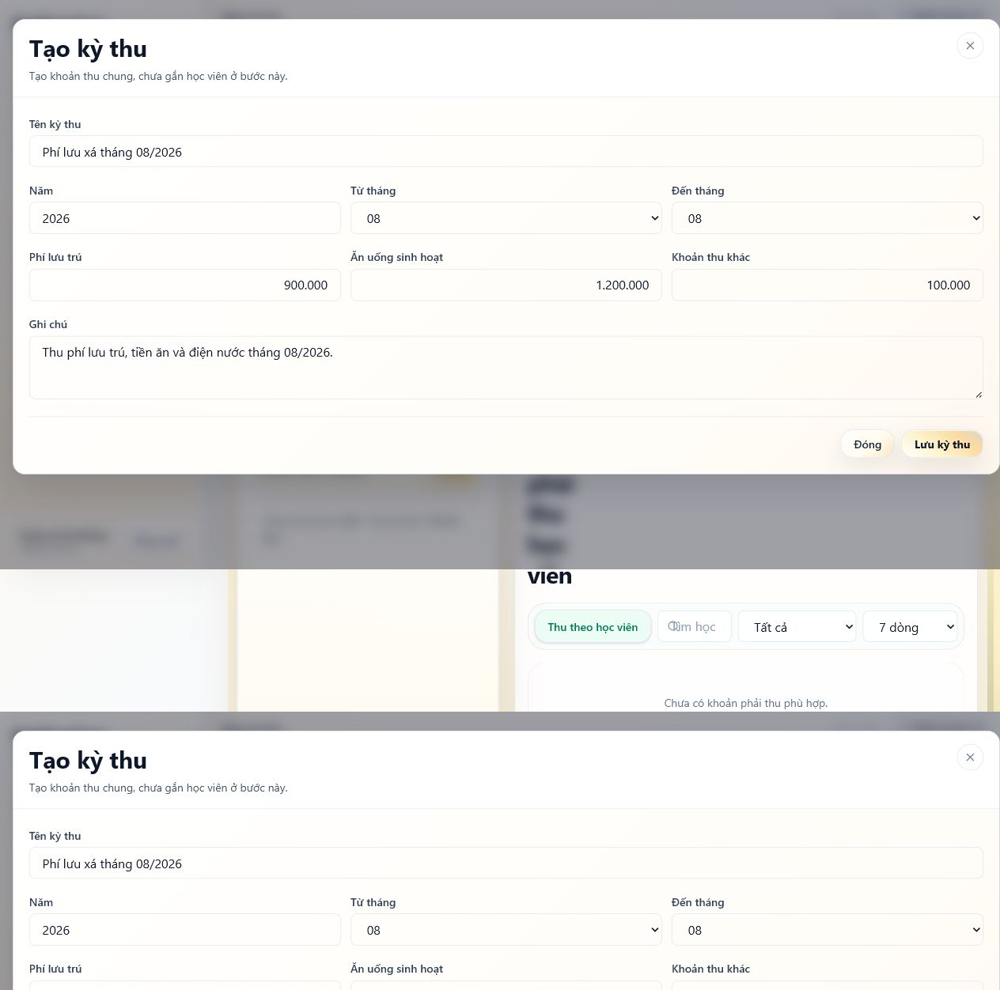 Tạo kỳ thu
Tạo khoản thu chung, chưa gắn học viên ở bước này.
Tên kỳ thu
Phí lưu xá tháng 08/2026
Năm
Từ tháng
Đến tháng
2026
08
08
Phí lưu trú
Ăn uống sinh hoạt
Khoản thu khác
900.000
1.200.000
100.000
Ghi chú
Thu phí lưu trú, tiền ăn và điện nước tháng 08/2026.
Đóng
Lưu kỳ thu
phải
thu
học
viên
Thu theo học viên
Tìm học
Tất cả
7 dòng
Chưa có khoản phải thu phù hợp.
Tạo kỳ thu
Tạo khoản thu chung, chưa gắn học viên ở bước này.
Tên kỳ thu
Phí lưu xá tháng 08/2026
Năm
Từ tháng
Đến tháng
2026
08
08
Phí lưu trú
Ăn uống sinh hoạt
Khoản thu khác